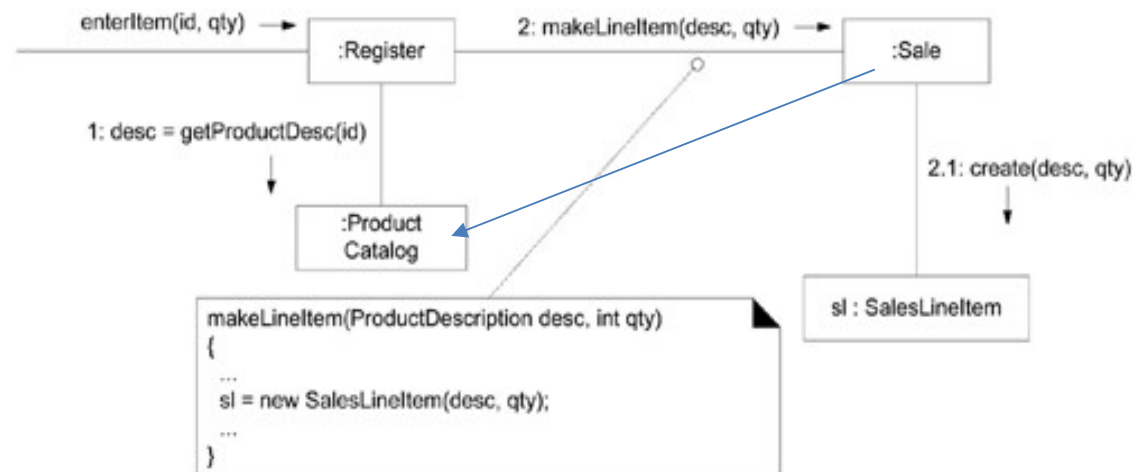 enterItem(id, qty)
:Register
2: makeLineItem(desc, qty)
:Sale
1: desc = getProductDesc(id)
2.1: create(desc, qty)
:Product
Catalog
sl : SalesLineItem
makeLineItem(ProductDescription desc, int qty)
{
...
sl = new SalesLineItem(desc, qty);
...
}